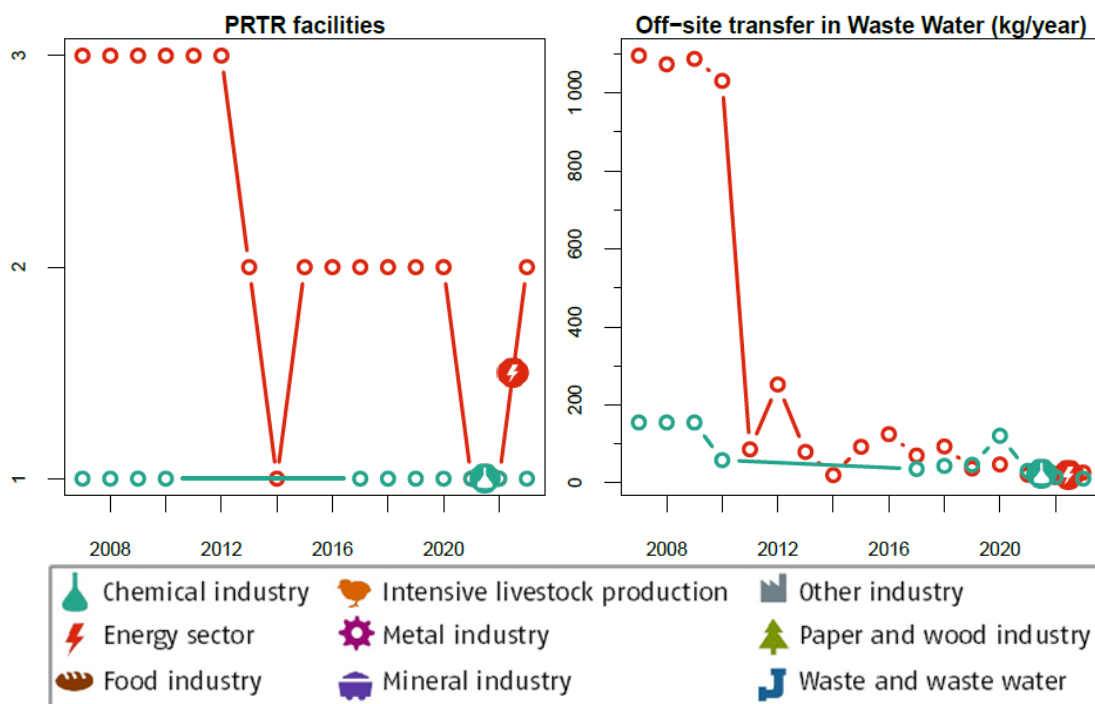 PRTR facilities
3
2
1
2008 2012 2016 2020
Off-site transfer in Waste Water (kg/year)
1 000
800
600
400
200
0
2008 2012 2016 2020
Chemical industry Intensive livestock production Other industry
Energy sector Metal industry Paper and wood industry
Food industry Mineral industry Waste and waste water